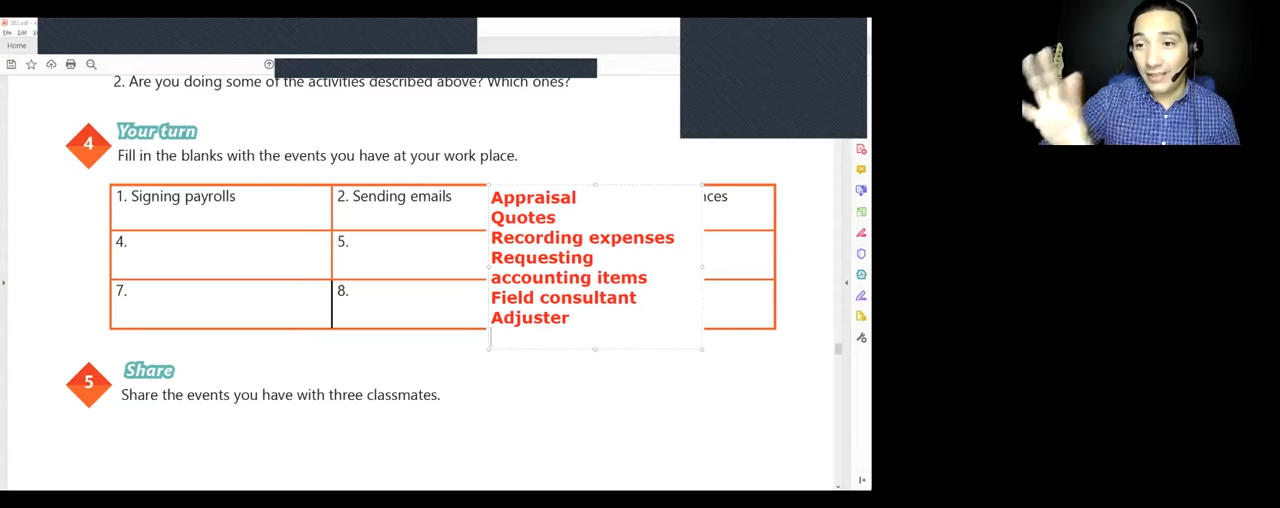 Home
2. Are you doing some of the activities described above? Which ones?
4
Your turn
Fill in the blanks with the events you have at your work place.
1. Signing payrolls
2. Sending emails
nces
4.
5.
7.
8.
Appraisal
Quotes
Recording expenses
Requesting
accounting items
Field consultant
Adjuster
5
Share
Share the events you have with three classmates.